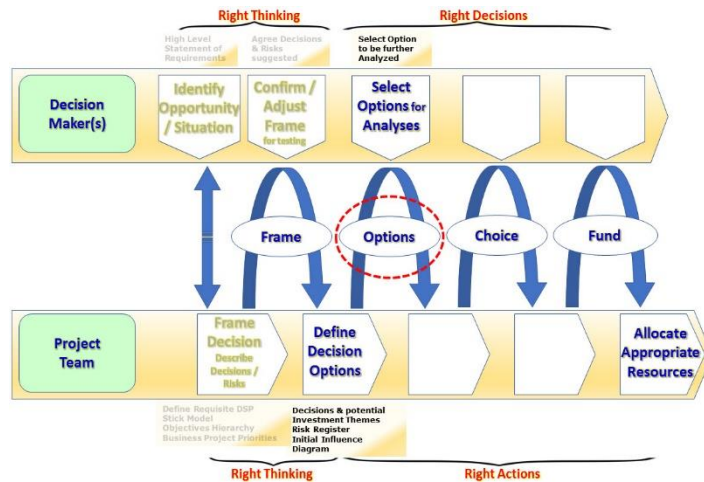 Right Thinking
Right Decisions
High Level
Statement of
Requirements
Agree Decisions
& Risks
suggested
Select Option
to be further
Analyzed
Decision
Maker(s)
Identify
Opportunity
/ Situation
Confirm /
Adjust
Frame
for testing
Select
Options for
Analyses
Frame
Options
Choice
Fund
Project
Team
Frame
Decision
Describe
Decisions /
Risks
Define
Decision
Options
Allocate
Appropriate
Resources
Define Requisite DSP
Stick Model
Objectives Hierarchy
Business Project Priorities
Decisions & potential
Investment Themes
Risk Register
Initial Influence
Diagram
Right Thinking
Right Actions